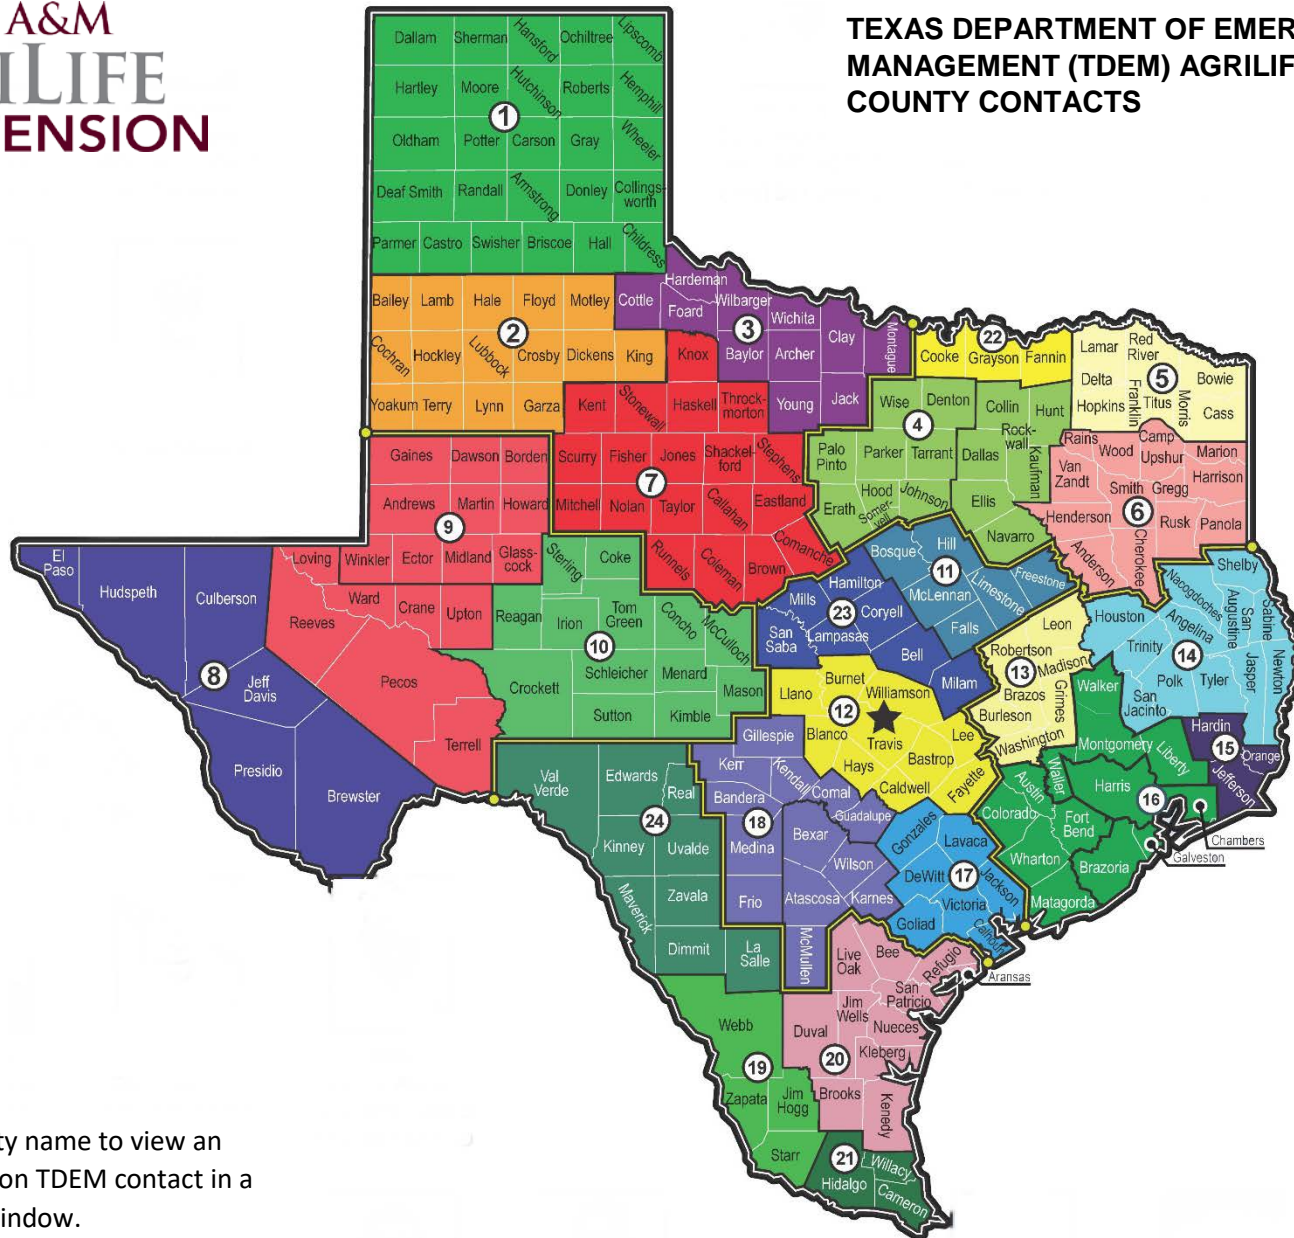 A&M
ILIFE
ENSION
TEXAS DEPARTMENT OF EMER
MANAGEMENT (TDEM) AGRILIF
COUNTY CONTACTS
Dallam Sherman Hansford Ochiltree Lipscomb
Hartley Moore Hutchinson Roberts Hemphill
1
Oldham Potter Carson Gray Wheeler
Deaf Smith Randall Armstrong Donley Collings-
worth
Parmer Castro Swisher Briscoe Hall Childress
Bailey Lamb Hale Floyd Motley
2
Cochran Hockley Lubbock Crosby Dickens King
Yoakum Terry Lynn Garza
Cottle Hardeman
Foard Wilbarger
Wichita Clay Montague
3
Baylor Archer
Young Jack
22
Cooke Grayson Fannin
Lamar Red
River
5
Delta Franklin Titus Morris Bowie
Hopkins Cass
Wise Denton Collin Hunt
4
Rock-
wall
Palo
Pinto Parker Tarrant Dallas Kaufman
Erath Hood Somer-
vell Johnson Ellis
Navarro
Rains Wood Camp
Upshur Marion
Van
Zandt Smith Gregg Harrison
6
Henderson Rusk Panola
Anderson Cherokee
Knox
Kent Stonewall Haskell Throck-
morton
Scurry Fisher Jones Shackel-
ford Stephens
7
Mitchell Nolan Taylor Callahan Eastland
Runnels Coleman Brown Comanche
Gaines Dawson Borden
Andrews Martin Howard
9
Loving Winkler Ector Midland Glass-
cock
Ward Crane Upton
Reeves
Pecos
Terrell
El
Paso Hudspeth Culberson
8
Jeff
Davis
Presidio Brewster
Sterling Coke
Reagan Irion Tom
Green Concho McCulloch
10
Crockett Schleicher Menard
Sutton Kimble Mason
Bosque Hill
11
McLennan Limestone Freestone
Falls
Hamilton
Mills 23 Coryell
San
Saba Lampasas
Bell
Milam
Burnet
Llano Williamson
12
Blanco Travis Lee
Hays Bastrop
Caldwell Fayette
Leon
Robertson
13 Madison
Brazos Grimes
Burleson
Washington
Shelby
Nacogdoches San
Augustine Sabine
Houston Angelina
Trinity 14
Polk Tyler Jasper Newton
San
Jacinto
Hardin
15 Orange
Jefferson
Walker
Montgomery Liberty
Waller Harris 16
Austin
Colorado Fort
Bend
Wharton Brazoria
Matagorda
Chambers
Galveston
Gillespie
Kerr Kendall Comal
Bandera Guadalupe
18 Bexar
Medina Wilson
Frio Atascosa Karnes
McMullen
Gonzales Lavaca
DeWitt 17 Jackson
Victoria
Goliad Calhoun
Val
Verde Edwards
Real
24
Kinney Uvalde
Maverick Zavala
Dimmit La
Salle
Live
Oak Bee Refugio
Aransas
San
Patricio
Jim
Wells
Duval Nueces
20 Kleberg
Brooks Kenedy
Webb
19
Zapata Jim
Hogg
Starr
21 Willacy
Hidalgo Cameron
ty name to view an
on TDEM contact in a
indow.